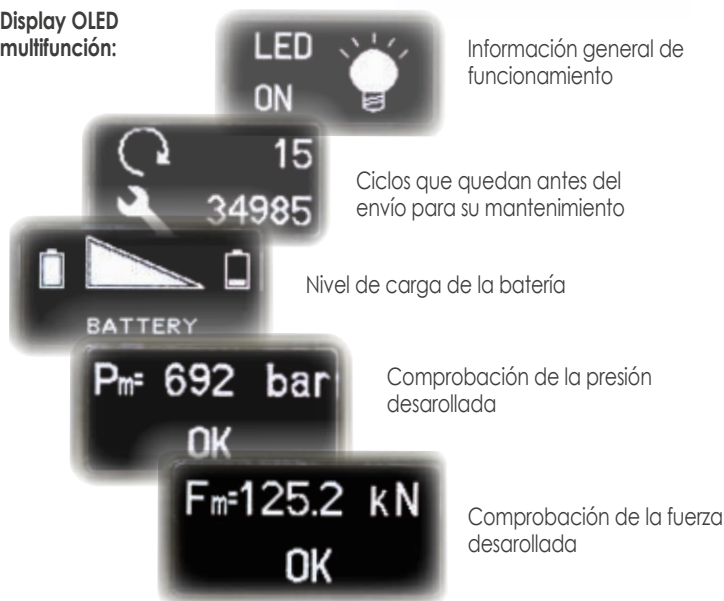 Display OLED
multifunción:
LED
ON
Información general de
funcionamiento
15
34985
Ciclos que quedan antes del
envío para su mantenimiento
BATTERY
Nivel de carga de la batería
Pm= 692 bar
OK
Comprobación de la presión
desarollada
Fm=125.2 kN
OK
Comprobación de la fuerza
desarollada